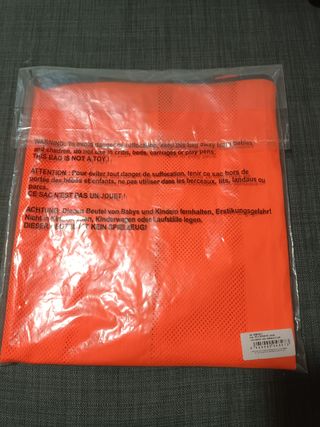 WARNING: To avoid danger of suffocation, keep this bag away from babies
and children, do not use in cribs, beds, carriages or play pens.
THIS BAG IS NOT A TOY !
ATTENTION : Pour éviter tout danger de suffocation, tenir ce sac hors de
portée des bébés et enfants, ne pas utiliser dans les berceaux, lits, landaus ou
parcs.
CE SAC N'EST PAS UN JOUET !
ACHTUNG: Diesen Beutel von Babys und Kindern fernhalten, Erstikungsgefahr!
Nicht in Kinderbetten, Kinderwagen oder Laufställe legen.
DIESER BEUTEL IST KEIN SPIELZEUG!